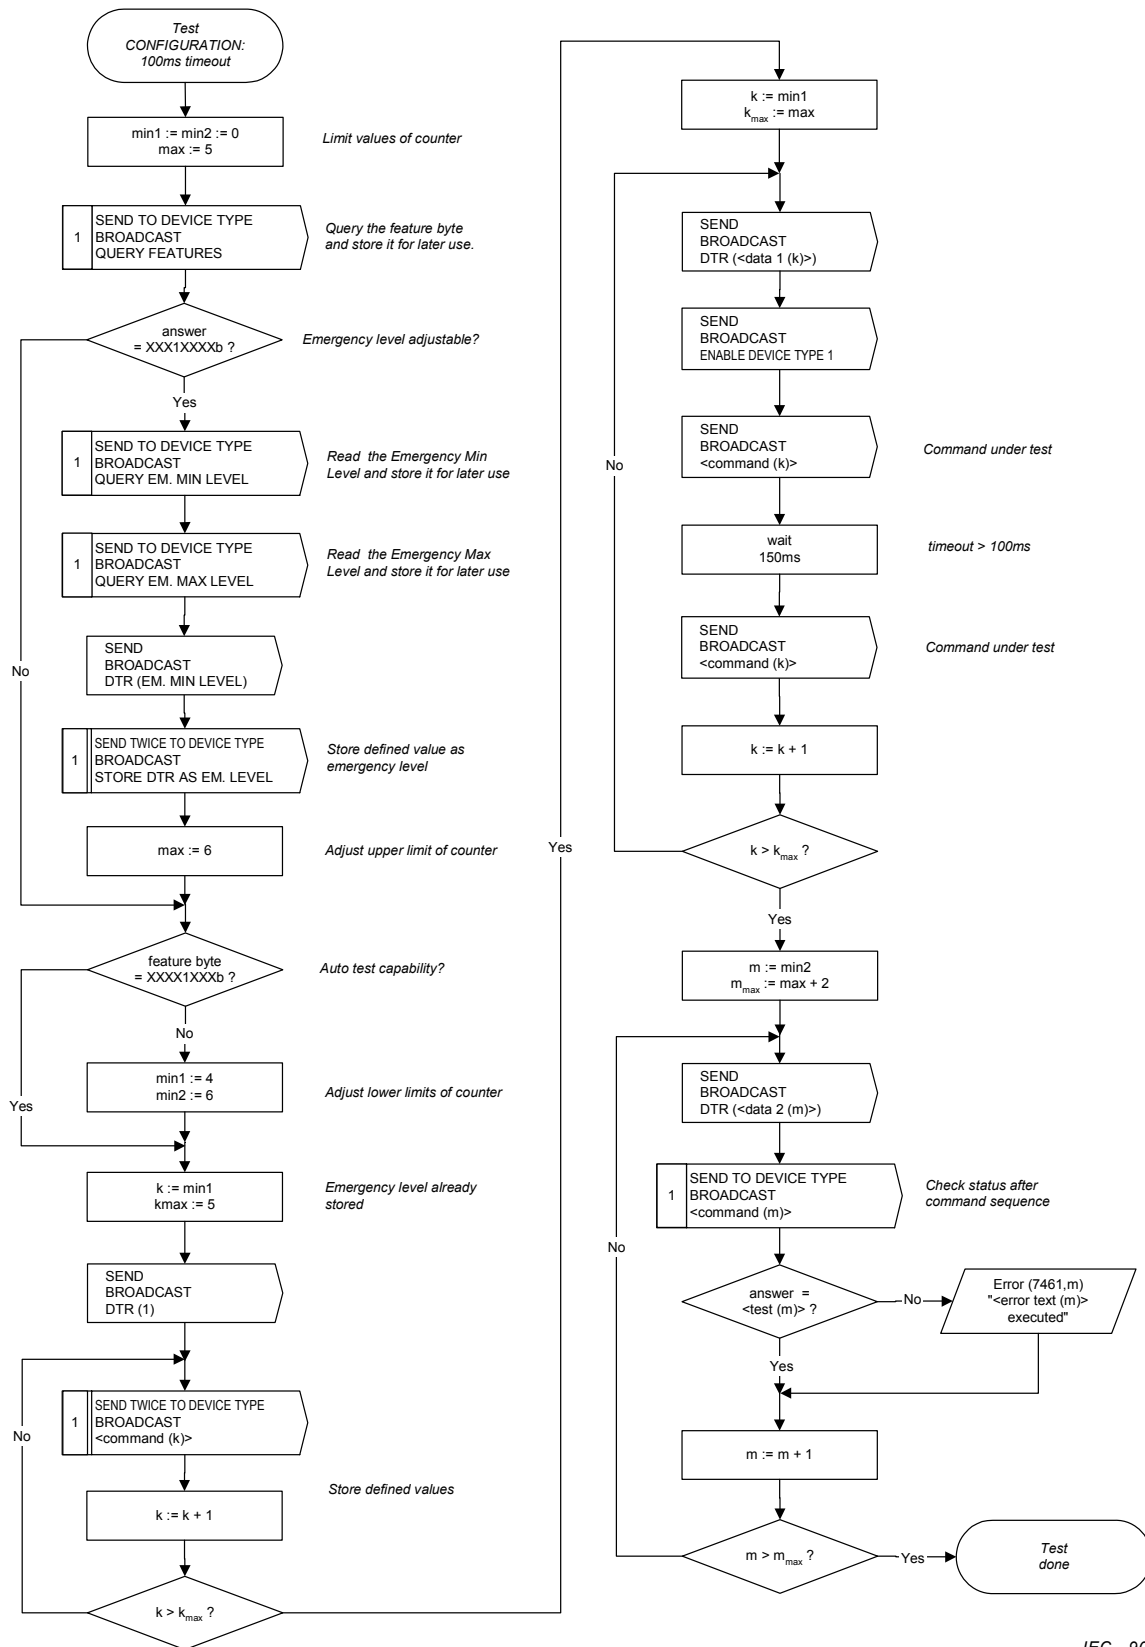 Test
CONFIGURATION:
100ms timeout
min1 := min2 := 0
max := 5
Limit values of counter
1
SEND TO DEVICE TYPE
BROADCAST
QUERY FEATURES
Query the feature byte
and store it for later use.
answer
= XXX1XXXXb ?
Emergency level adjustable?
Yes
1
SEND TO DEVICE TYPE
BROADCAST
QUERY EM. MIN LEVEL
Read the Emergency Min
Level and store it for later use
1
SEND TO DEVICE TYPE
BROADCAST
QUERY EM. MAX LEVEL
Read the Emergency Max
Level and store it for later use
No
SEND
BROADCAST
DTR (EM. MIN LEVEL)
1
SEND TWICE TO DEVICE TYPE
BROADCAST
STORE DTR AS EM. LEVEL
Store defined value as
emergency level
max := 6
Adjust upper limit of counter
feature byte
= XXXX1XXXb ?
Auto test capability?
No
min1 := 4
min2 := 6
Adjust lower limits of counter
Yes
k := min1
kmax := 5
Emergency level already
stored
SEND
BROADCAST
DTR (1)
1
SEND TWICE TO DEVICE TYPE
BROADCAST
<command (k)>
No
Store defined values
k := k + 1
k > kmax ?
Yes
k := min1
kmax := max
SEND
BROADCAST
DTR (<data 1 (k)>)
SEND
BROADCAST
ENABLE DEVICE TYPE 1
SEND
BROADCAST
<command (k)>
Command under test
No
wait
150ms
timeout > 100ms
SEND
BROADCAST
<command (k)>
Command under test
k := k + 1
k > kmax ?
Yes
m := min2
mmax := max + 2
SEND
BROADCAST
DTR (<data 2 (m)>)
1
SEND TO DEVICE TYPE
BROADCAST
<command (m)>
Check status after
command sequence
No
answer =
<test (m)> ?
No
Error (7461,m)
"<error text (m)>
executed"
Yes
m := m + 1
m > mmax ?
Yes
Test
done